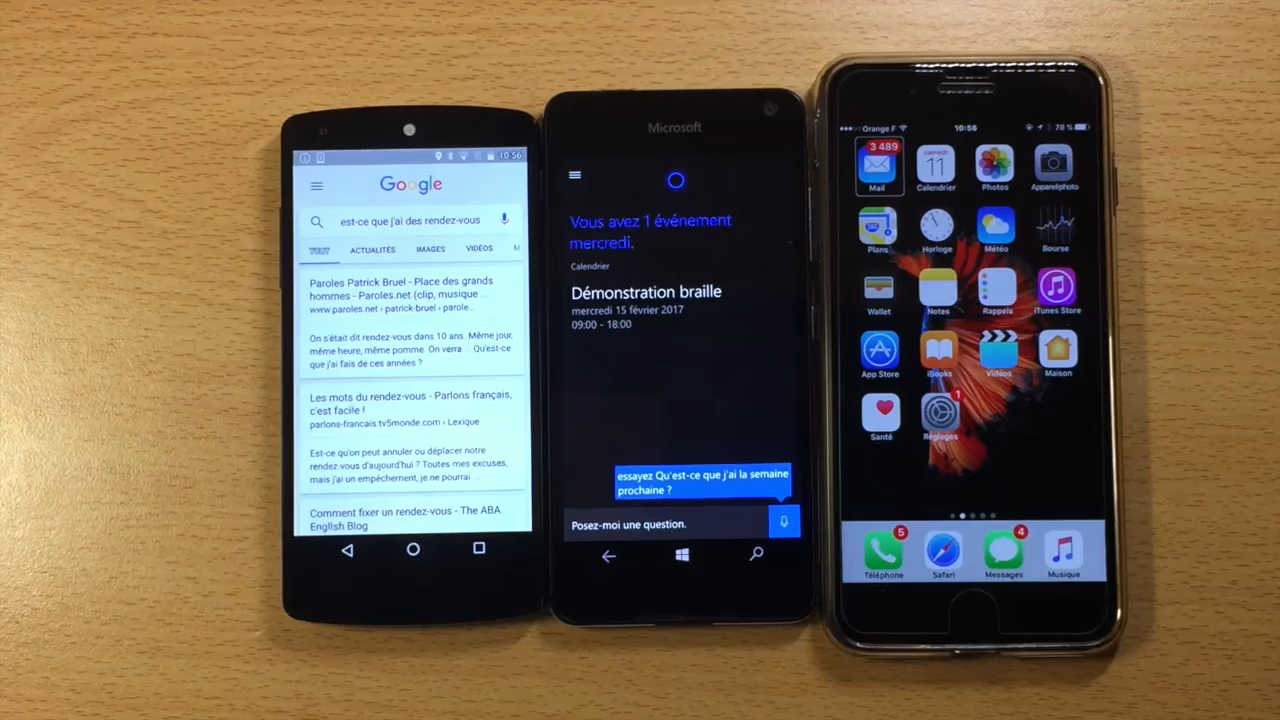 10:56
Google
est-ce que j'ai des rendez-vous
TOUT ACTUALITÉS IMAGES VIDÉOS M
Paroles Patrick Bruel - Place des grands
hommes - Paroles.net (clip, musique ...
www.paroles.net › patrick-bruel › parole...
On s'était dit rendez-vous dans 10 ans. Même jour,
même heure, même pomme. On verra ... Qu'est-ce
que j'ai fais de ces années ?
Les mots du rendez-vous - Parlons français,
c'est facile !
parlons-francais.tv5monde.com › Lexique
Est-ce qu'on peut annuler ou déplacer notre
rendez-vous d'aujourd'hui ? Toutes mes excuses,
mais j'ai un empêchement, je ne pourrai ...
Comment fixer un rendez-vous - The ABA
English Blog
Microsoft
Vous avez 1 événement
mercredi.
Calendrier
Démonstration braille
mercredi 15 février 2017
09:00 - 18:00
essayez Qu'est-ce que j'ai la semaine
prochaine ?
Posez-moi une question.
Orange F 10:56 78 %
3 489
samedi
11
Mail Calendrier Photos Appareil photo
Plans Horloge Météo Bourse
Wallet Notes Rappels iTunes Store
App Store iBooks Vidéos Maison
1
Santé Réglages
5 4
Téléphone Safari Messages Musique